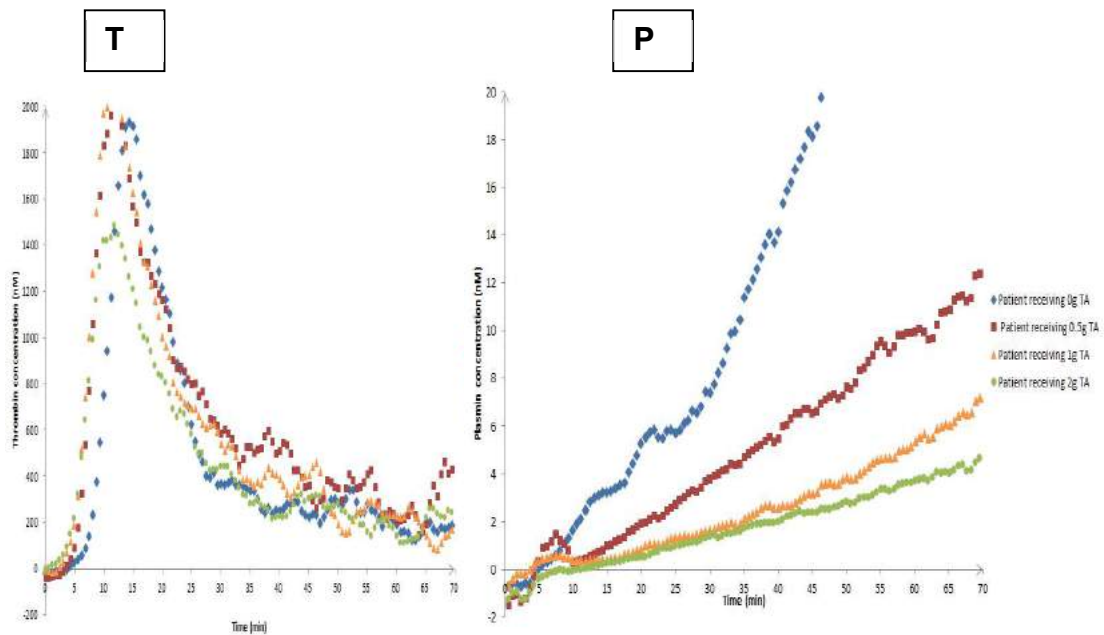 T
P
2000
1800
1600
1400
1200
1000
800
600
400
200
0
-200
Thrombin concentration (nM)
0 5 10 15 20 25 30 35 40 45 50 55 60 65 70
Time (min)
20
18
16
14
12
10
8
6
4
2
0
-2
Plasmin concentration (nM)
0 5 10 15 20 25 30 35 40 45 50 55 60 65 70
Time (min)
Patient receiving 0g TA
Patient receiving 0.5g TA
Patient receiving 1g TA
Patient receiving 2g TA